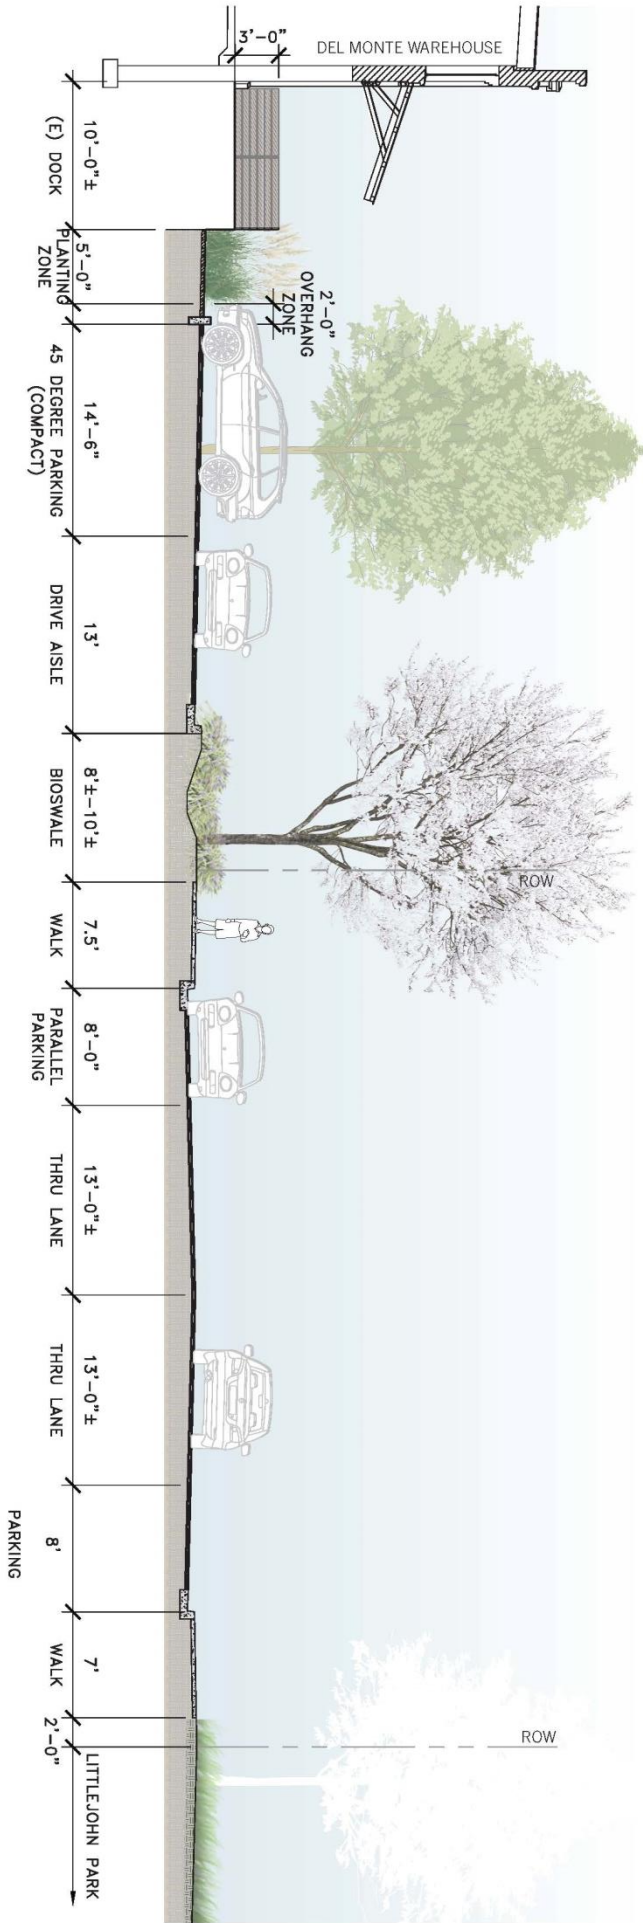 DEL MONTE WAREHOUSE
3'-0"
10'-0"±
(E) DOCK
5'-0"
PLANTING
ZONE
2'-0"
OVERHANG
ZONE
14'-6"
45 DEGREE PARKING
(COMPACT)
13'
DRIVE AISLE
8'±-10'±
BIOSWALE
ROW
7.5'
WALK
8'-0"
PARALLEL
PARKING
13'-0"±
THRU LANE
13'-0"±
THRU LANE
8'
PARKING
7'
WALK
2'-0"
ROW
LITTLEJOHN PARK